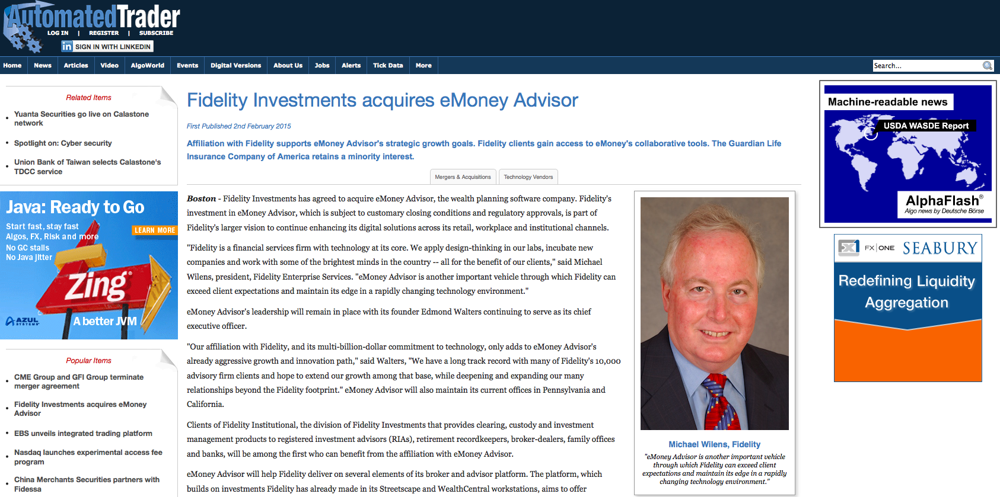 AutomatedTrader
LOG IN | REGISTER | SUBSCRIBE
in SIGN IN WITH LINKEDIN
Home News Articles Video AlgoWorld Events Digital Versions About Us Jobs Alerts Tick Data More Search...
Related Items
Yuanta Securities go live on Calastone
network
Spotlight on: Cyber security
Union Bank of Taiwan selects Calastone's
TDCC service
Java: Ready to Go
Start fast, stay fast
Algos, FX, Risk and more
No GC stalls
No Java jitter
LEARN MORE
Zing®
AZUL
SYSTEMS
A better JVM
Popular Items
CME Group and GFI Group terminate
merger agreement
Fidelity Investments acquires eMoney
Advisor
EBS unveils integrated trading platform
Nasdaq launches experimental access fee
program
China Merchants Securities partners with
Fidessa
Fidelity Investments acquires eMoney Advisor
First Published 2nd February 2015
Affiliation with Fidelity supports eMoney Advisor's strategic growth goals. Fidelity clients gain access to eMoney's collaborative tools. The Guardian Life
Insurance Company of America retains a minority interest.
Mergers & Acquisitions Technology Vendors
Boston - Fidelity Investments has agreed to acquire eMoney Advisor, the wealth planning software company. Fidelity's
investment in eMoney Advisor, which is subject to customary closing conditions and regulatory approvals, is part of
Fidelity's larger vision to continue enhancing its digital solutions across its retail, workplace and institutional channels.
"Fidelity is a financial services firm with technology at its core. We apply design-thinking in our labs, incubate new
companies and work with some of the brightest minds in the country -- all for the benefit of our clients," said Michael
Wilens, president, Fidelity Enterprise Services. "eMoney Advisor is another important vehicle through which Fidelity can
exceed client expectations and maintain its edge in a rapidly changing technology environment."
eMoney Advisor's leadership will remain in place with its founder Edmond Walters continuing to serve as its chief
executive officer.
"Our affiliation with Fidelity, and its multi-billion-dollar commitment to technology, only adds to eMoney Advisor's
already aggressive growth and innovation path," said Walters, "We have a long track record with many of Fidelity's 10,000
advisory firm clients and hope to extend our growth among that base, while deepening and expanding our many
relationships beyond the Fidelity footprint." eMoney Advisor will also maintain its current offices in Pennsylvania and
California.
Clients of Fidelity Institutional, the division of Fidelity Investments that provides clearing, custody and investment
management products to registered investment advisors (RIAs), retirement recordkeepers, broker-dealers, family offices
and banks, will be among the first who can benefit from the affiliation with eMoney Advisor.
eMoney Advisor will help Fidelity deliver on several elements of its broker and advisor platform. The platform, which
builds on investments Fidelity has already made in its Streetscape and WealthCentral workstations, aims to offer
Michael Wilens, Fidelity
"eMoney Advisor is another important vehicle
through which Fidelity can exceed client
expectations and maintain its edge in a rapidly
changing technology environment."
Machine-readable news
USDA WASDE Report
AlphaFlash®
Algo news by Deutsche Börse
FX1 FX|ONE SEABURY
Redefining Liquidity
Aggregation